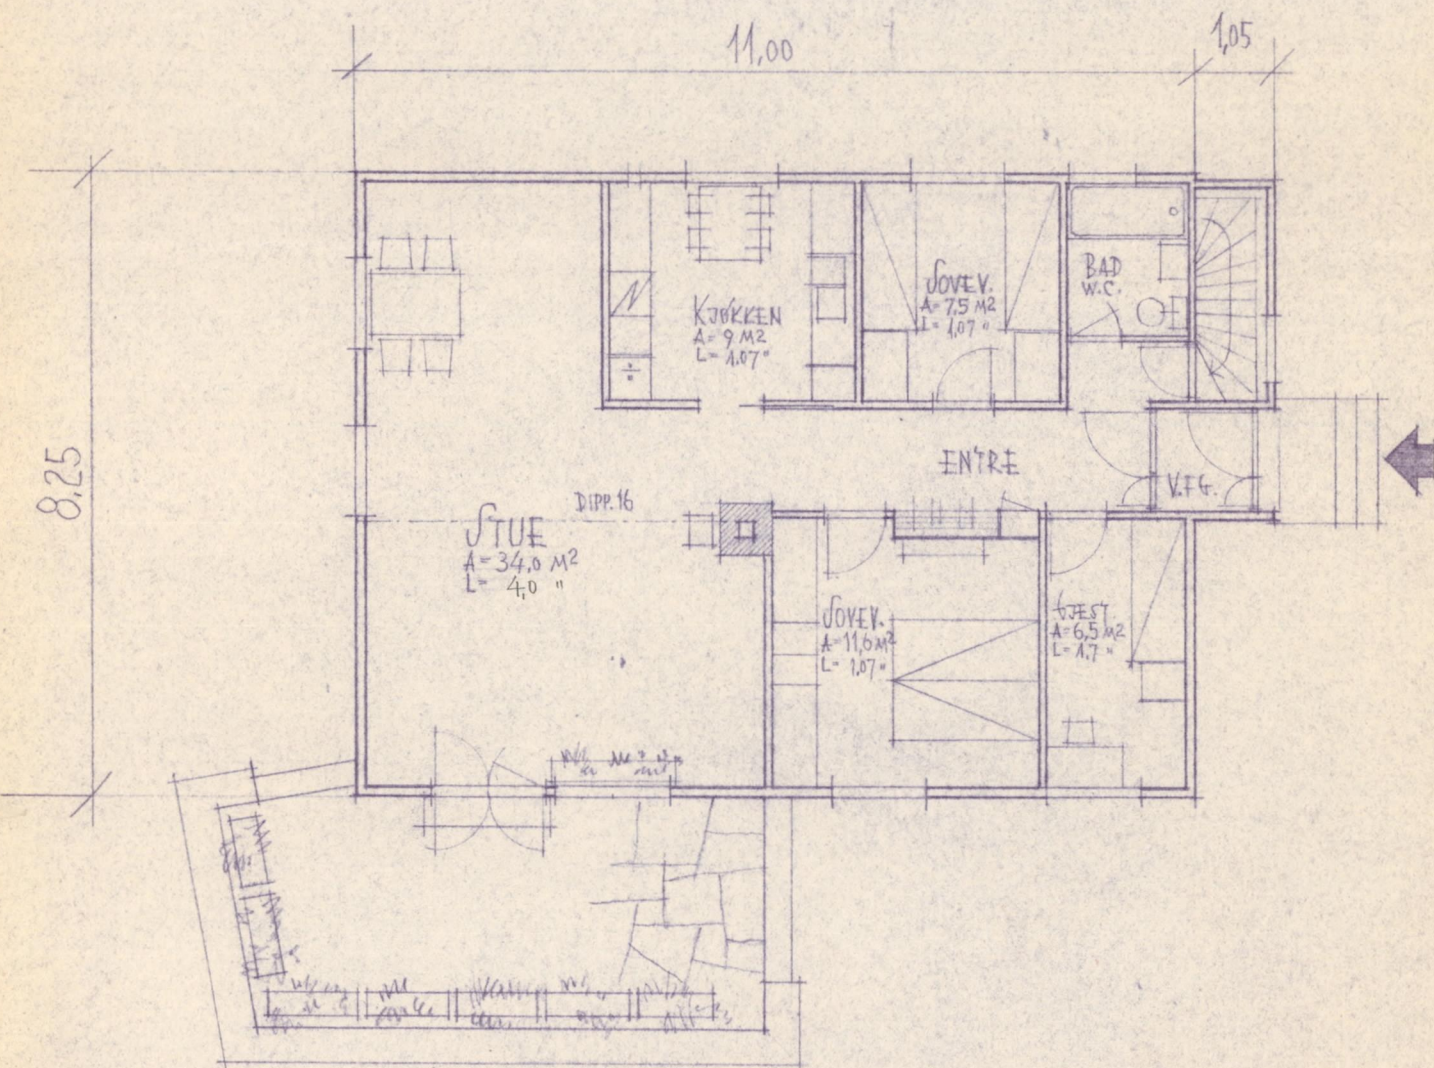 11,00
1,05
8,25
KJØKKEN
A= 9 M2
L= 1.07"
SOVEV.
A= 7,5 M2
L= 1,07 "
BAD
W.C.
ENTRE
V.FG.
DIPP. 16
STUE
A= 34,0 M2
L= 4,0 "
SOVEV.
A= 11,6 M2
L= 1,07 "
GJEST.
A= 6,5 M2
L= 1.7 "